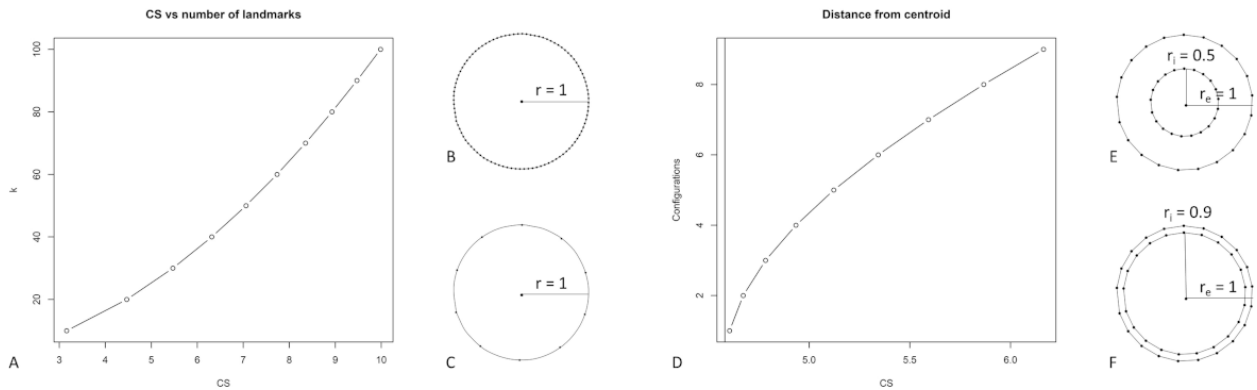 CS vs number of landmarks
100
80
60
40
20
k
3 4 5 6 7 8 9 10
CS
A
r = 1
B
r = 1
C
Distance from centroid
8
6
4
2
Configurations
5.0 5.5 6.0
CS
D
rᵢ = 0.5
rₑ = 1
E
rᵢ = 0.9
rₑ = 1
F